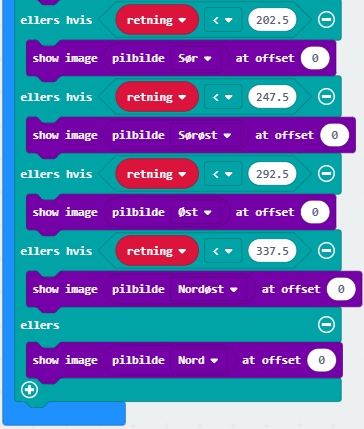 ellers hvis retning < 202.5
show image pilbilde Sør at offset 0
ellers hvis retning < 247.5
show image pilbilde Sørøst at offset 0
ellers hvis retning < 292.5
show image pilbilde Øst at offset 0
ellers hvis retning < 337.5
show image pilbilde Nordøst at offset 0
ellers
show image pilbilde Nord at offset 0